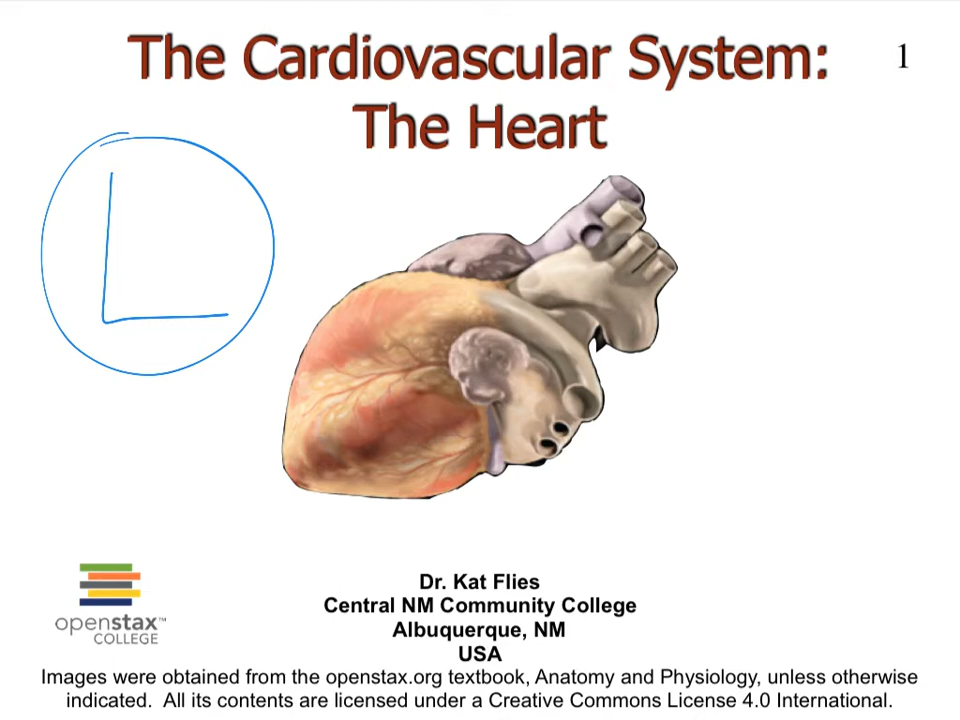 The Cardiovascular System:
1
The Heart
L
openstax™
COLLEGE
Dr. Kat Flies
Central NM Community College
Albuquerque, NM
USA
Images were obtained from the openstax.org textbook, Anatomy and Physiology, unless otherwise
indicated.  All its contents are licensed under a Creative Commons License 4.0 International.